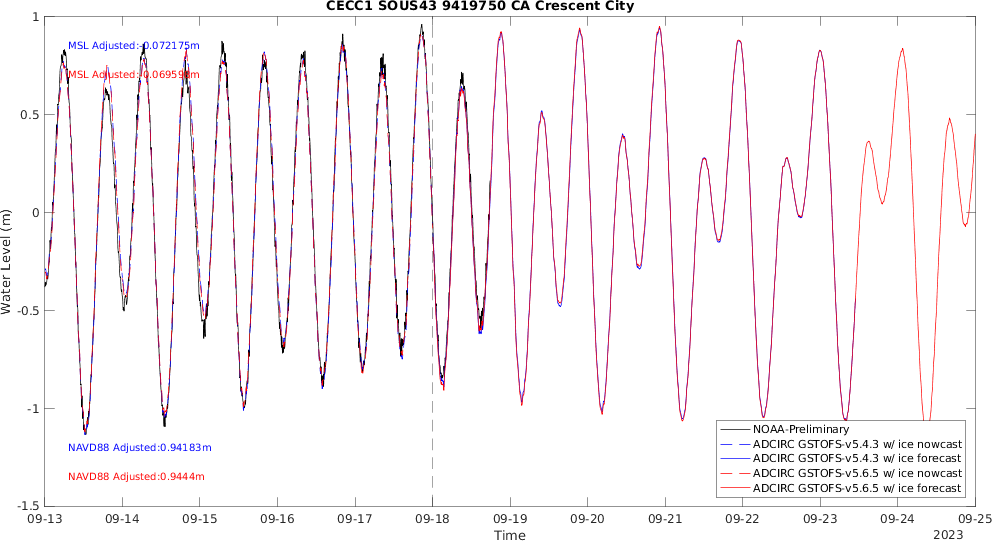 CECC1 SOUS43 9419750 CA Crescent City
1
0.5
0
-0.5
-1
-1.5
Water Level (m)
MSL Adjusted:-0.072175m
MSL Adjusted:-0.069598m
NAVD88 Adjusted:0.94183m
NAVD88 Adjusted:0.9444m
NOAA-Preliminary
ADCIRC GSTOFS-v5.4.3 w/ ice nowcast
ADCIRC GSTOFS-v5.4.3 w/ ice forecast
ADCIRC GSTOFS-v5.6.5 w/ ice nowcast
ADCIRC GSTOFS-v5.6.5 w/ ice forecast
09-13 09-14 09-15 09-16 09-17 09-18 09-19 09-20 09-21 09-22 09-23 09-24 09-25
Time
2023